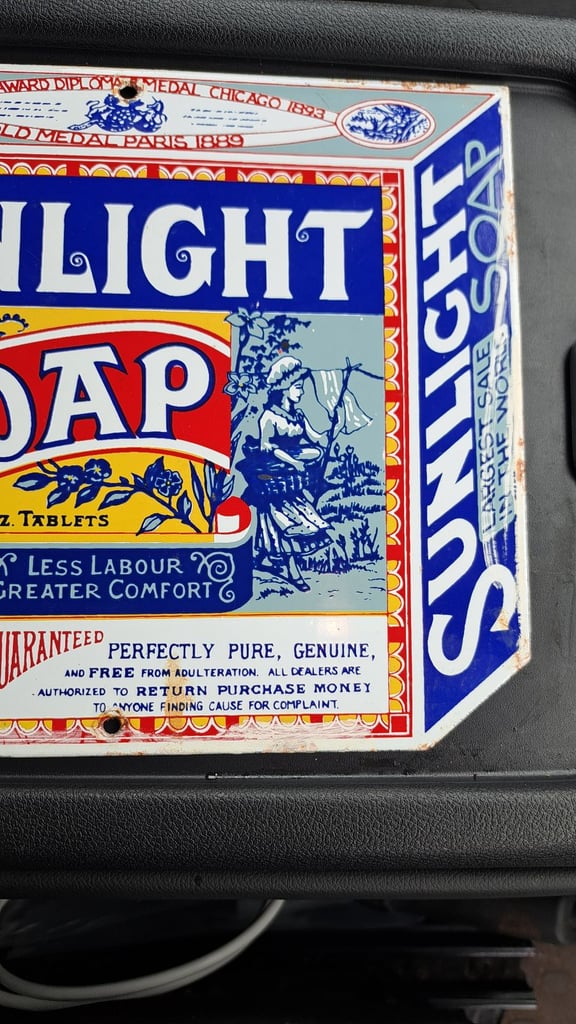 AWARD DIPLOMA & MEDAL CHICAGO 1893
OLD MEDAL PARIS 1889
NLIGHT
OAP
Z. TABLETS
LESS LABOUR
GREATER COMFORT
UARANTEED
PERFECTLY PURE, GENUINE,
AND FREE FROM ADULTERATION. ALL DEALERS ARE
AUTHORIZED TO RETURN PURCHASE MONEY
TO ANYONE FINDING CAUSE FOR COMPLAINT.
SUNLIGHT
SOAP
LARGEST SALE
IN THE WORLD